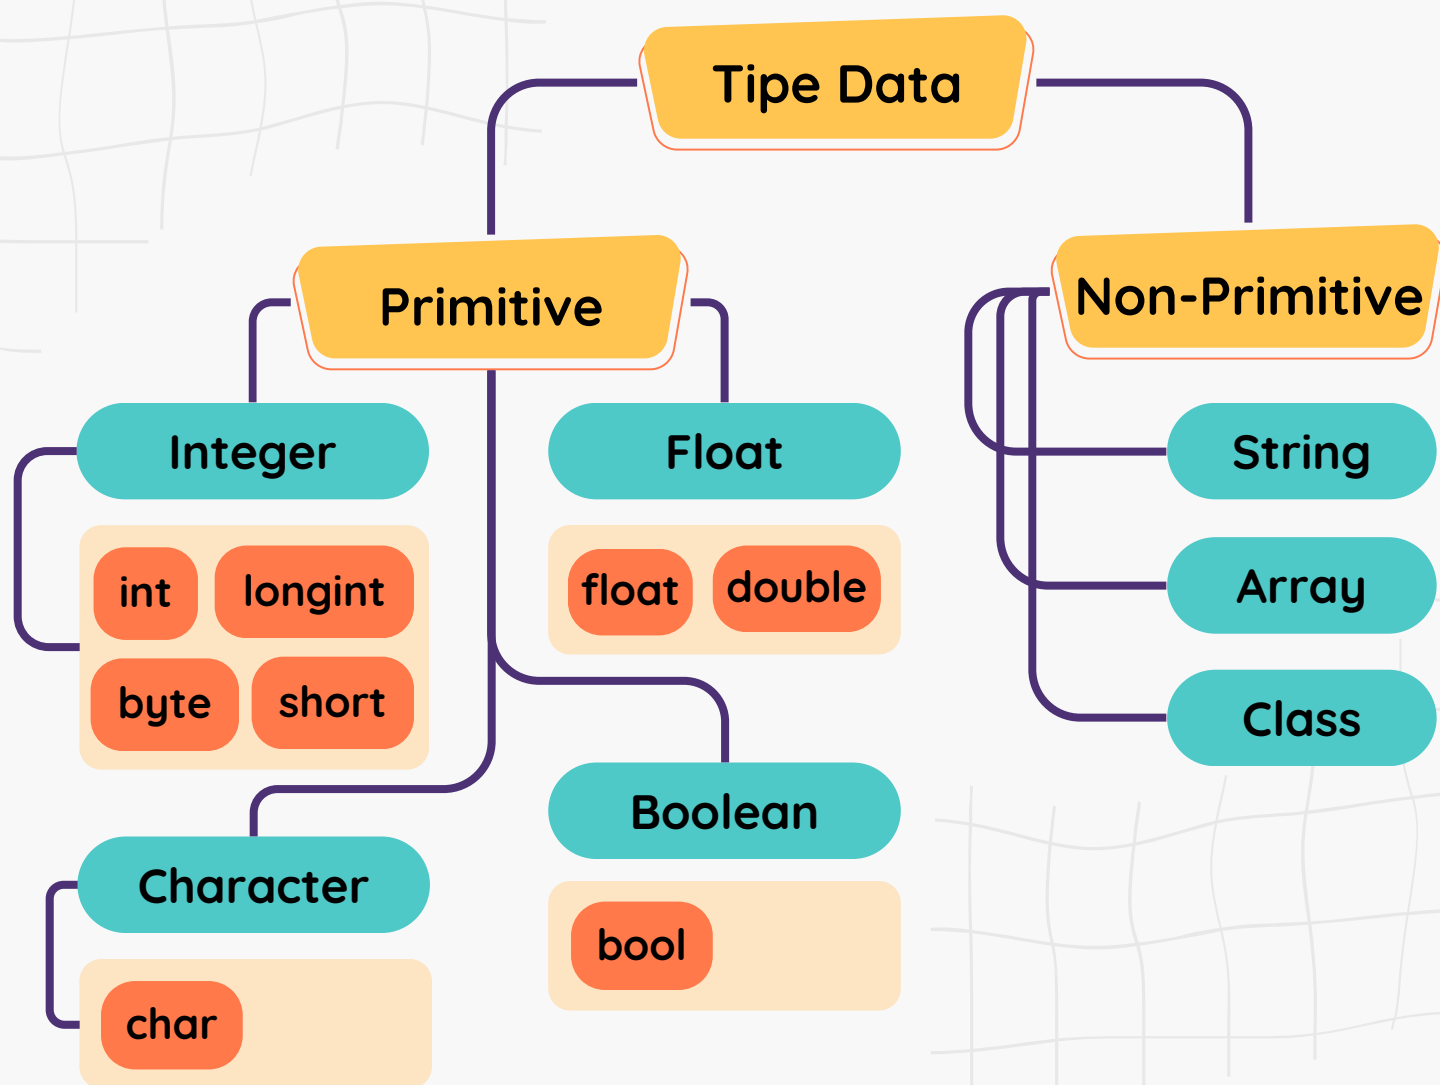 Tipe Data
Primitive
Non-Primitive
Integer
Float
String
int
longint
float
double
Array
byte
short
Class
Boolean
Character
bool
char